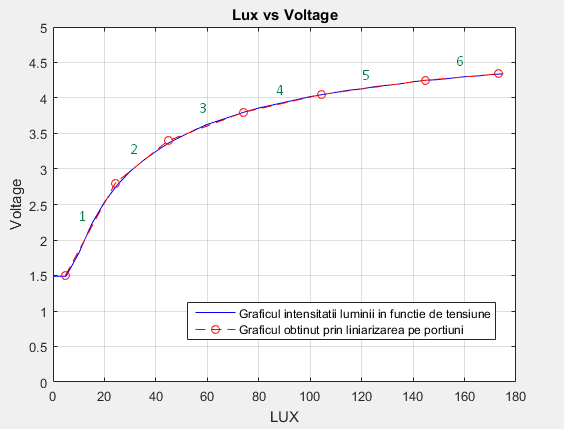 Lux vs Voltage
5
4.5
4
3.5
3
2.5
2
1.5
1
0.5
0
Voltage
1
2
3
4
5
6
Graficul intensitatii luminii in functie de tensiune
Graficul obtinut prin liniarizarea pe portiuni
0 20 40 60 80 100 120 140 160 180
LUX